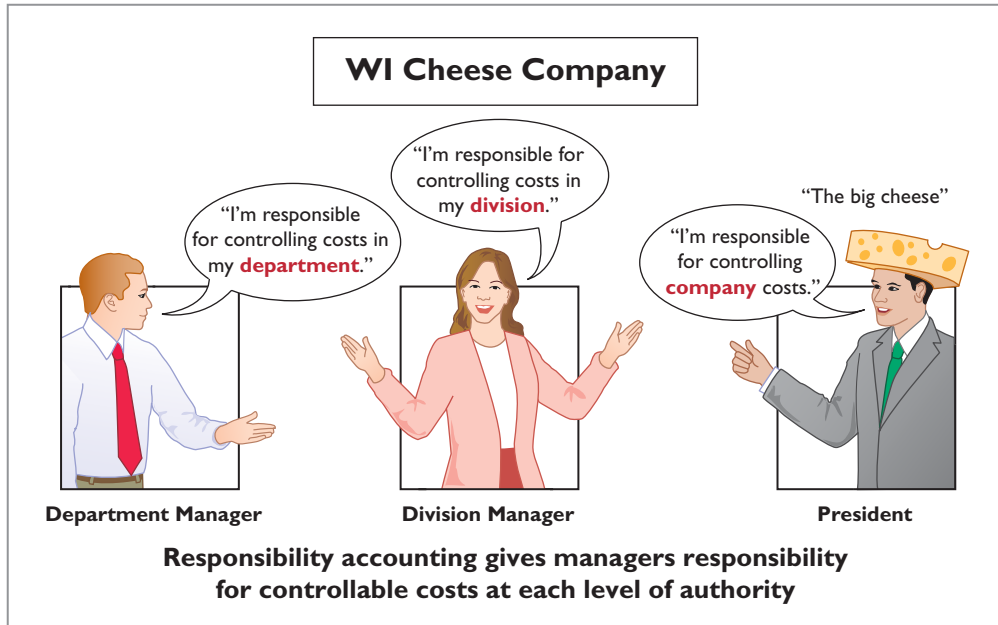 WI Cheese Company
“I’m responsible
for controlling costs in
my department.”
“I’m responsible for
controlling costs in
my division.”
“The big cheese”
“I’m responsible
for controlling
company costs.”
Department Manager
Division Manager
President
Responsibility accounting gives managers responsibility
for controllable costs at each level of authority